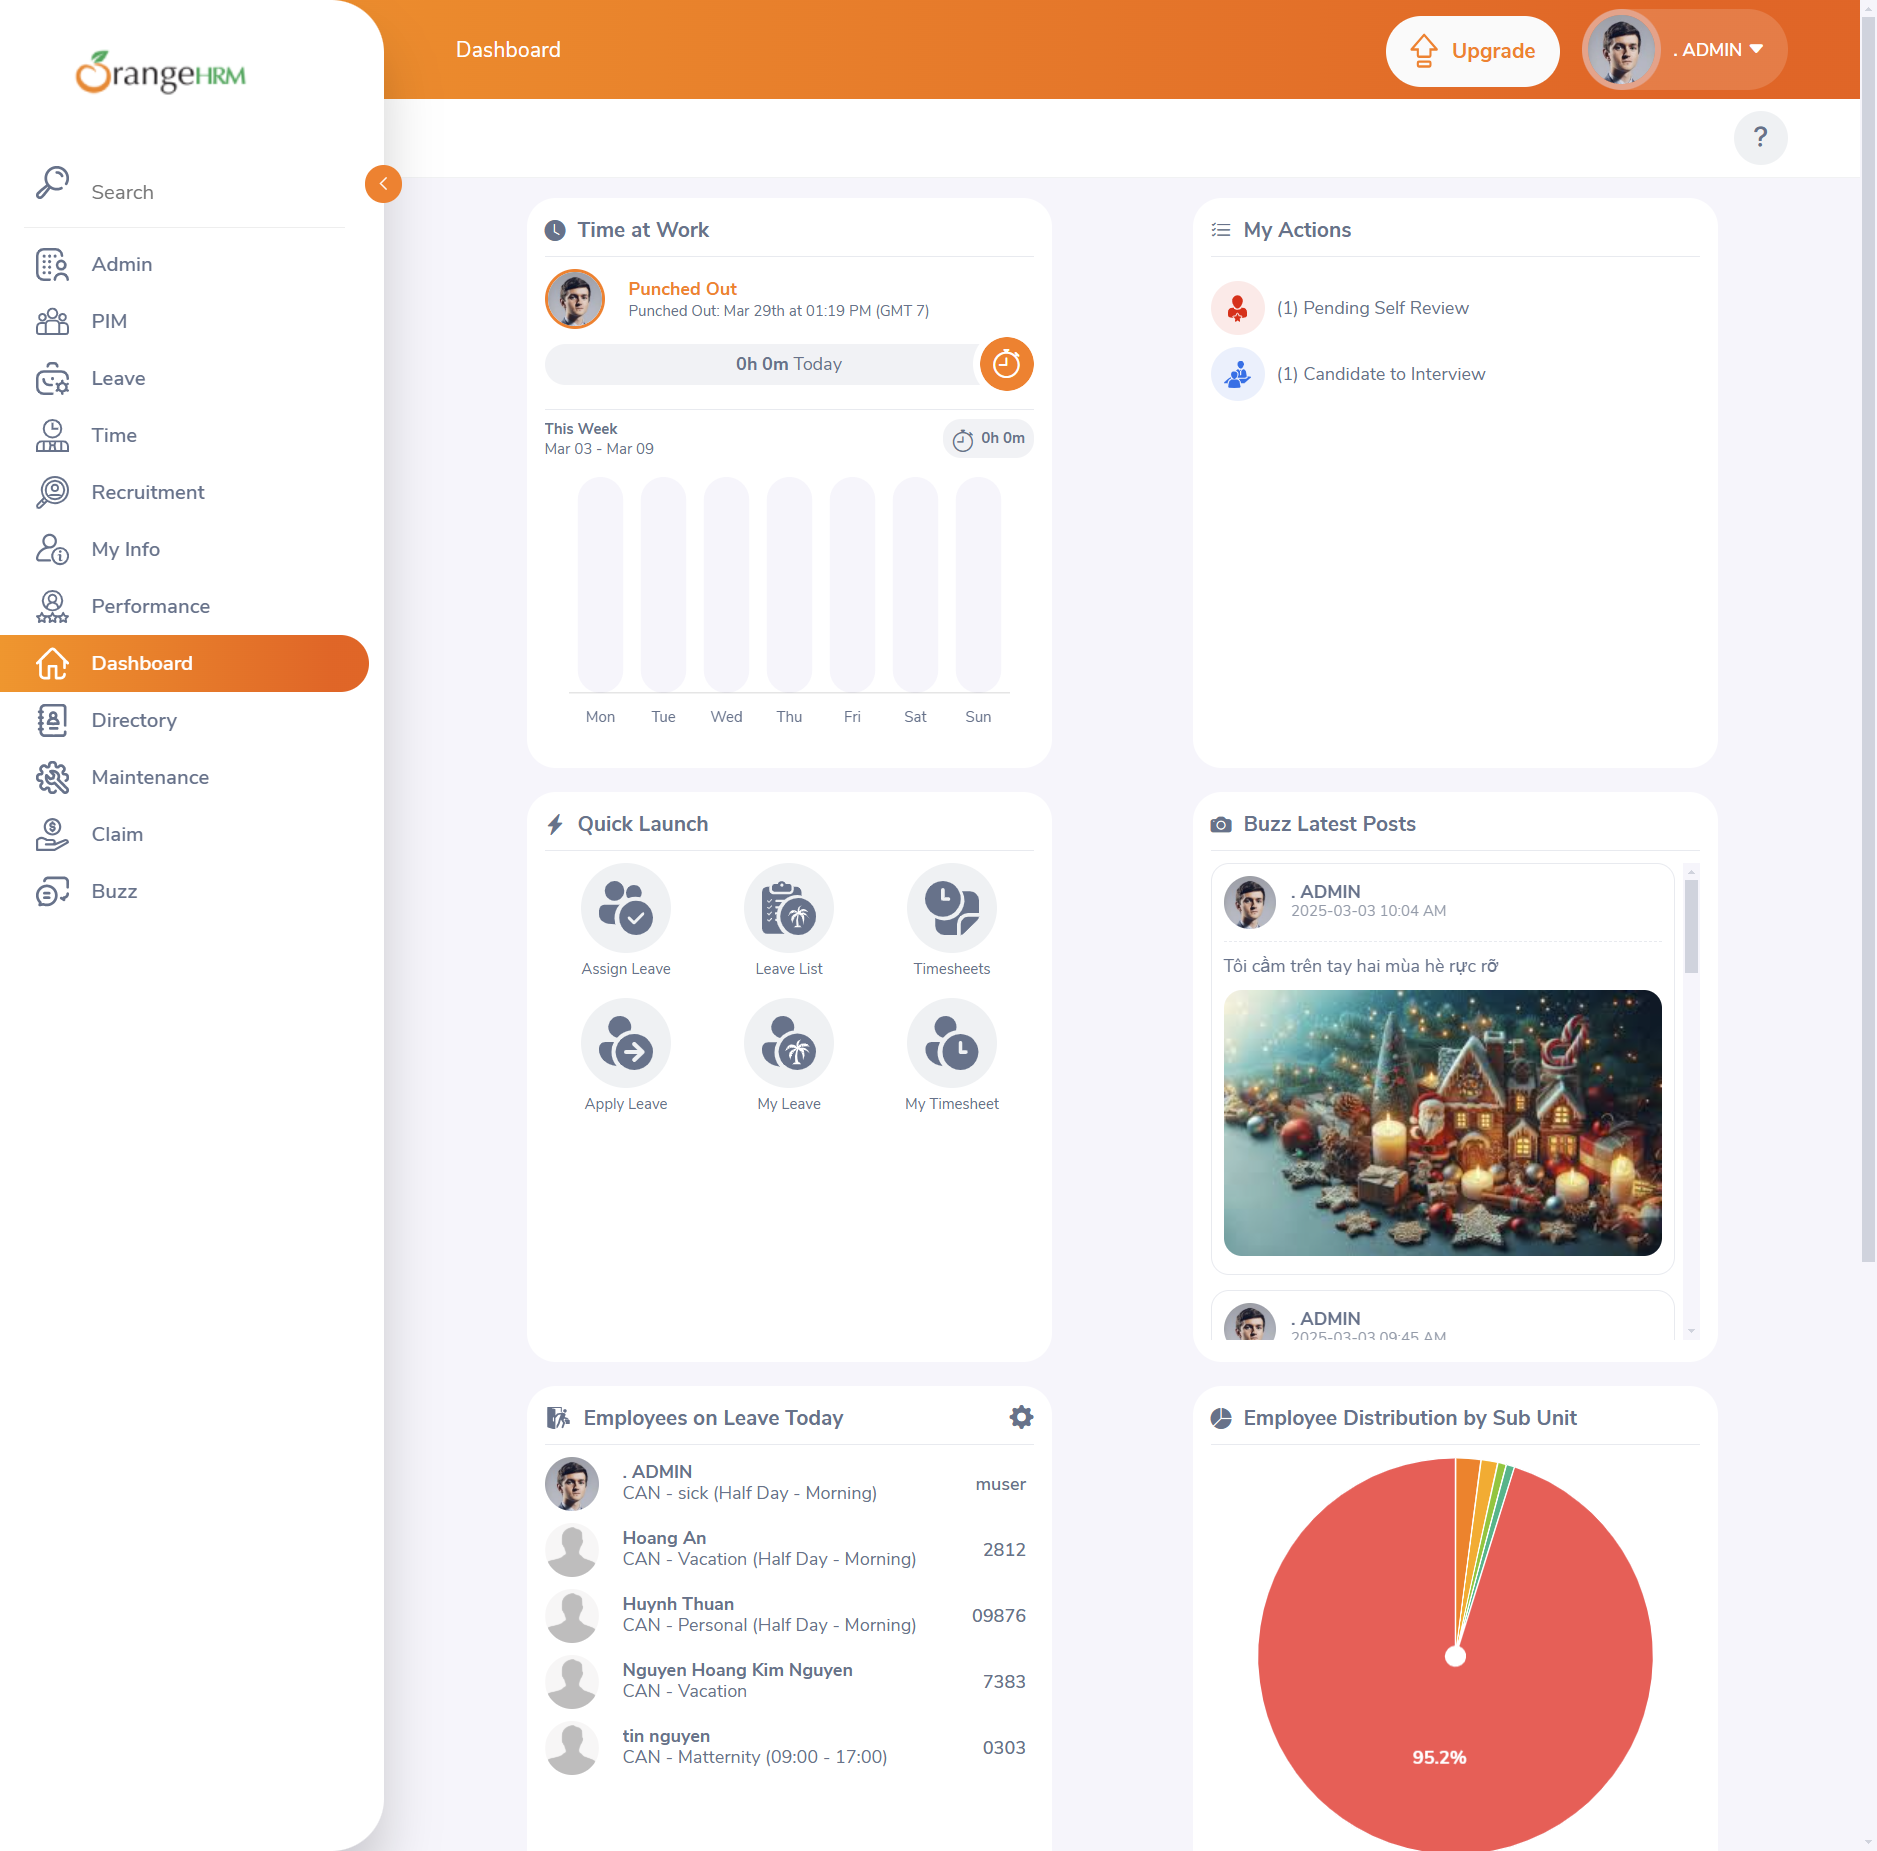 OrangeHRM
Dashboard
Upgrade
. ADMIN
?
Search
Admin
PIM
Leave
Time
Recruitment
My Info
Performance
Dashboard
Directory
Maintenance
Claim
Buzz
Time at Work
Punched Out
Punched Out: Mar 29th at 01:19 PM (GMT 7)
0h 0m Today
This Week
Mar 03 - Mar 09
0h 0m
Mon Tue Wed Thu Fri Sat Sun
My Actions
(1) Pending Self Review
(1) Candidate to Interview
Quick Launch
Assign Leave
Leave List
Timesheets
Apply Leave
My Leave
My Timesheet
Buzz Latest Posts
. ADMIN
2025-03-03 10:04 AM
Tôi cầm trên tay hai mùa hè rực rỡ
. ADMIN
2025-03-03 09:45 AM
Employees on Leave Today
. ADMIN
CAN - sick (Half Day - Morning)
muser
Hoang An
CAN - Vacation (Half Day - Morning)
2812
Huynh Thuan
CAN - Personal (Half Day - Morning)
09876
Nguyen Hoang Kim Nguyen
CAN - Vacation
7383
tin nguyen
CAN - Matternity (09:00 - 17:00)
0303
Employee Distribution by Sub Unit
95.2%